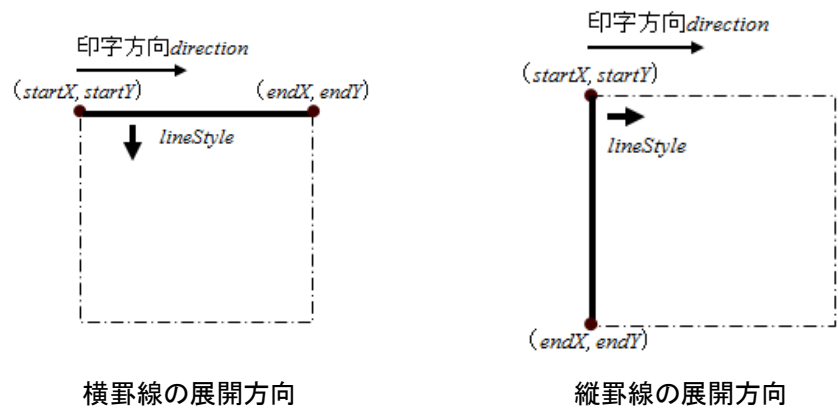 印字方向direction
(startX, startY)
(endX, endY)
lineStyle
横罫線の展開方向
印字方向direction
(startX, startY)
lineStyle
(endX, endY)
縦罫線の展開方向